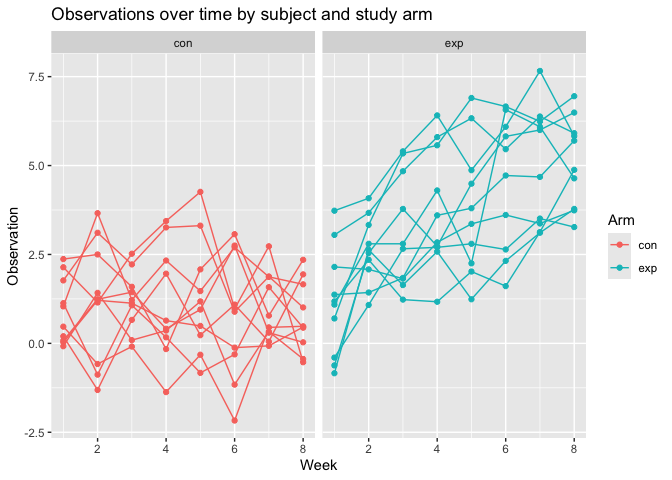 Observations over time by subject and study arm
con
exp
7.5
5.0
2.5
0.0
-2.5
Observation
2 4 6 8
2 4 6 8
Week
Arm
con
exp